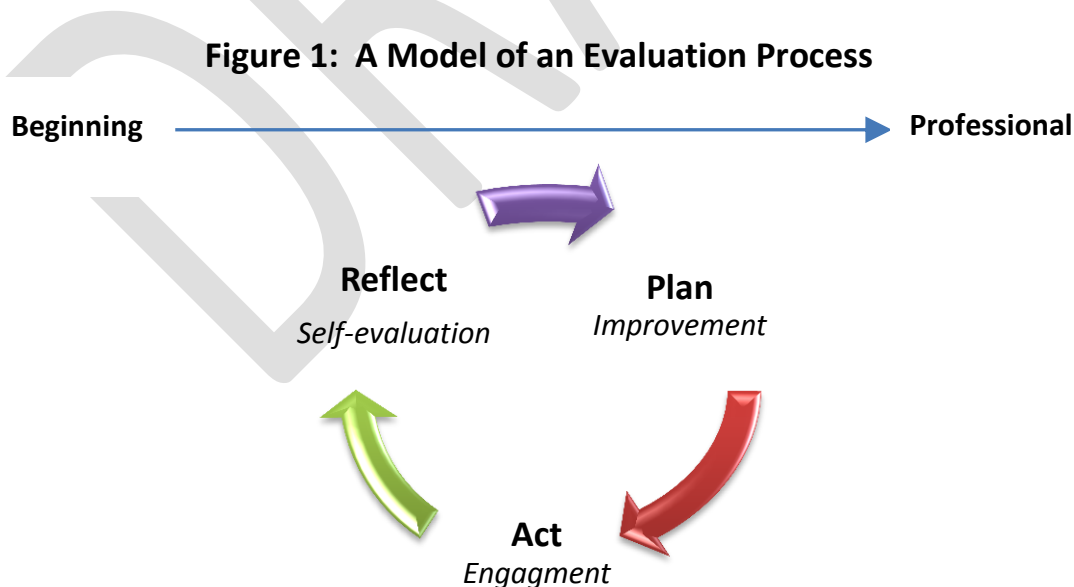 Figure 1: A Model of an Evaluation Process
Beginning
Professional
Reflect
Self-evaluation
Plan
Improvement
Act
Engagment